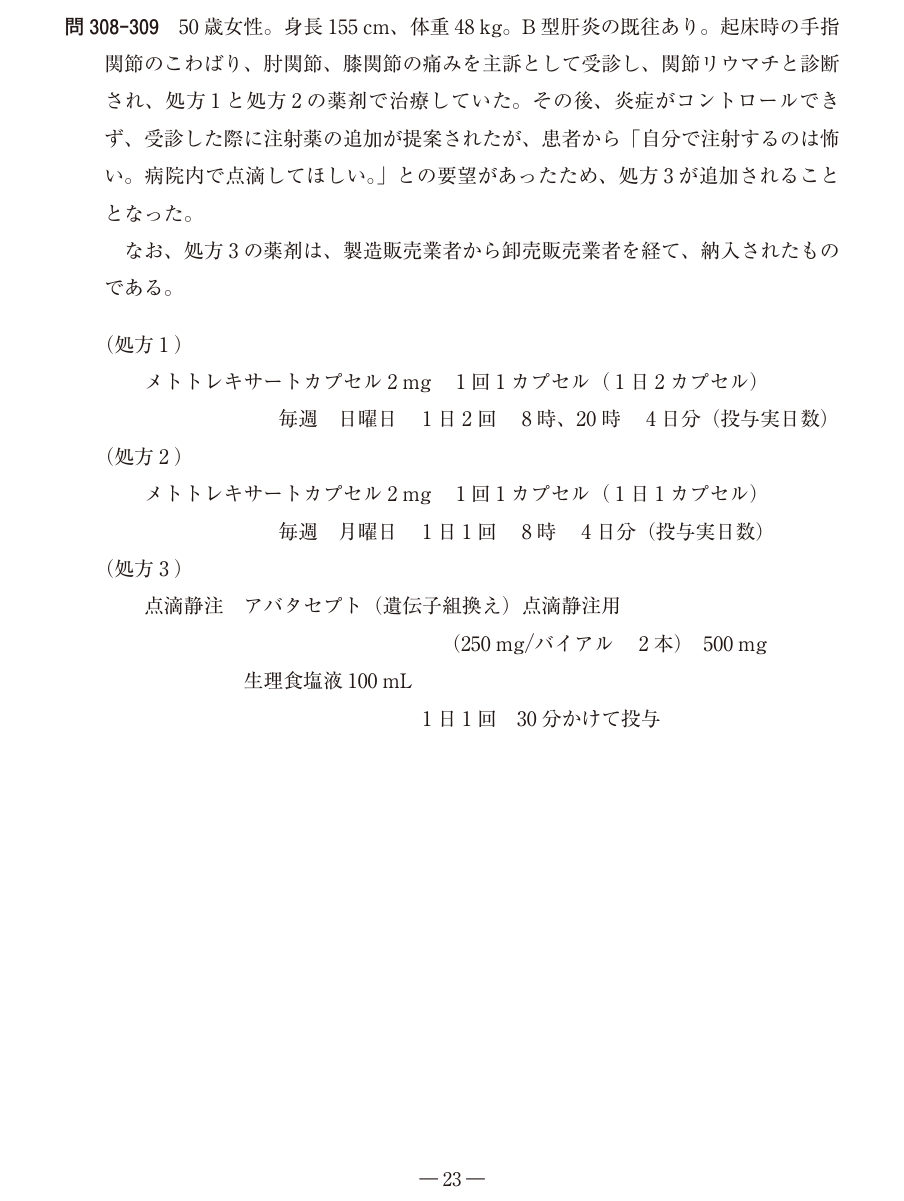 問 308-309　50 歳女性。身長 155 cm、体重 48 kg。B 型肝炎の既往あり。起床時の手指
関節のこわばり、肘関節、膝関節の痛みを主訴として受診し、関節リウマチと診断
され、処方１と処方２の薬剤で治療していた。その後、炎症がコントロールでき
ず、受診した際に注射薬の追加が提案されたが、患者から「自分で注射するのは怖
い。病院内で点滴してほしい。」との要望があったため、処方３が追加されること
となった。
なお、処方３の薬剤は、製造販売業者から卸売販売業者を経て、納入されたもの
である。
（処方１）
メトトレキサートカプセル２mg　１回１カプセル（１日２カプセル）
毎週　日曜日　１日２回　８時、20 時　４日分（投与実日数）
（処方２）
メトトレキサートカプセル２mg　１回１カプセル（１日１カプセル）
毎週　月曜日　１日１回　８時　４日分（投与実日数）
（処方３）
点滴静注　アバタセプト（遺伝子組換え）点滴静注用
（250 mg/バイアル　２本）　500 mg
生理食塩液 100 mL
１日１回　30 分かけて投与
― 23 ―